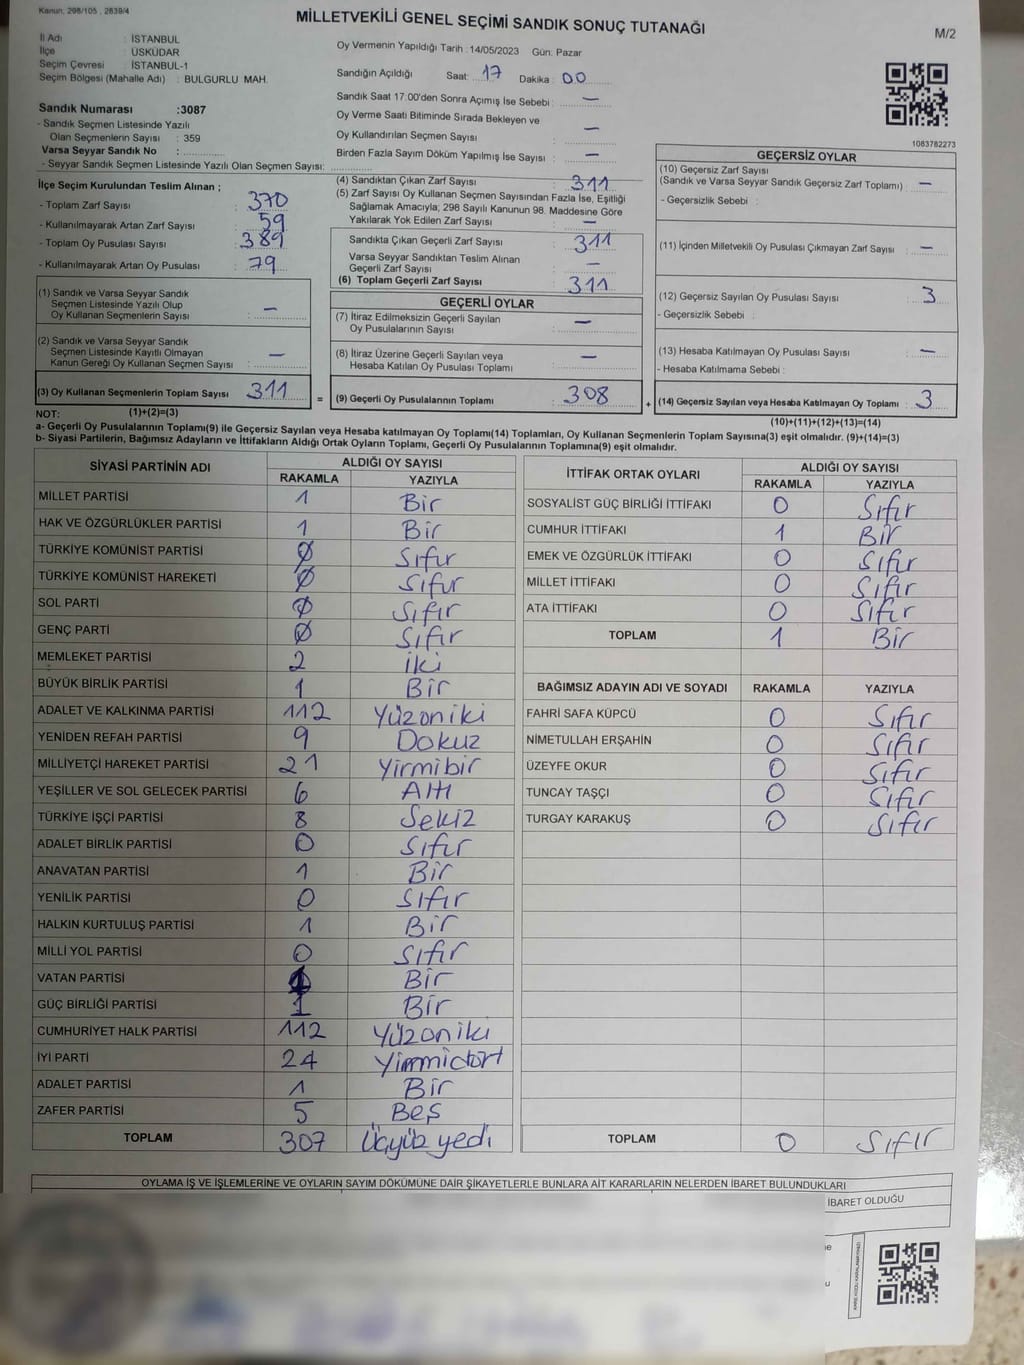 Kanun: 298/105 , 2839/4
MİLLETVEKİLİ GENEL SEÇİMİ SANDIK SONUÇ TUTANAĞI
M/2
İl Adı : İSTANBUL
İlçe ÜSKÜDAR
Seçim Çevresi : İSTANBUL-1
Seçim Bölgesi (Mahalle Adı) : BULGURLU MAH.
Sandık Numarası :3087
- Sandık Seçmen Listesinde Yazılı
Olan Seçmenlerin Sayısı : 359
Varsa Seyyar Sandık No :
- Seyyar Sandık Seçmen Listesinde Yazılı Olan Seçmen Sayısı:
Oy Vermenin Yapıldığı Tarih : 14/05/2023 Gün: Pazar
Sandığın Açıldığı Saat: 17 Dakika : 00
Sandık Saat 17:00'den Sonra Açımış İse Sebebi : —
Oy Verme Saati Bitiminde Sırada Bekleyen ve
Oy Kullandırılan Seçmen Sayısı : —
Birden Fazla Sayım Döküm Yapılmış İse Sayısı : —
1083782273
İlçe Seçim Kurulundan Teslim Alınan ;
- Toplam Zarf Sayısı : 370
- Kullanılmayarak Artan Zarf Sayısı : 59
- Toplam Oy Pusulası Sayısı : 389
- Kullanılmayarak Artan Oy Pusulası : 79
(4) Sandıktan Çıkan Zarf Sayısı : 311
(5) Zarf Sayısı Oy Kullanan Seçmen Sayısından Fazla İse, Eşitliği
Sağlamak Amacıyla; 298 Sayılı Kanunun 98. Maddesine Göre
Yakılarak Yok Edilen Zarf Sayısı : —
Sandıkta Çıkan Geçerli Zarf Sayısı : 311
Varsa Seyyar Sandıktan Teslim Alınan
Geçerli Zarf Sayısı : —
(6) Toplam Geçerli Zarf Sayısı : 311
GEÇERSİZ OYLAR
(10) Geçersiz Zarf Sayısı
(Sandık ve Varsa Seyyar Sandık Geçersiz Zarf Toplamı) : —
- Geçersizlik Sebebi :
(11) İçinden Milletvekili Oy Pusulası Çıkmayan Zarf Sayısı : —
(12) Geçersiz Sayılan Oy Pusulası Sayısı : 3
- Geçersizlik Sebebi :
(13) Hesaba Katılmayan Oy Pusulası Sayısı : —
- Hesaba Katılmama Sebebi :
(14) Geçersiz Sayılan veya Hesaba Katılmayan Oy Toplamı : 3
(10)+(11)+(12)+(13)=(14)
(1) Sandık ve Varsa Seyyar Sandık
Seçmen Listesinde Yazılı Olup
Oy Kullanan Seçmenlerin Sayısı : —
(2) Sandık ve Varsa Seyyar Sandık
Seçmen Listesinde Kayıtlı Olmayan
Kanun Gereği Oy Kullanan Seçmen Sayısı : —
(3) Oy Kullanan Seçmenlerin Toplam Sayısı : 311 =
GEÇERLİ OYLAR
(7) İtiraz Edilmeksizin Geçerli Sayılan
Oy Pusulalarının Sayısı : —
(8) İtiraz Üzerine Geçerli Sayılan veya
Hesaba Katılan Oy Pusulası Toplamı : —
(9) Geçerli Oy Pusulalarının Toplamı : 308 +
NOT: (1)+(2)=(3)
a- Geçerli Oy Pusulalarının Toplamı(9) ile Geçersiz Sayılan veya Hesaba katılmayan Oy Toplamı(14) Toplamları, Oy Kullanan Seçmenlerin Toplam Sayısına(3) eşit olmalıdır. (9)+(14)=(3)
b- Siyasi Partilerin, Bağımsız Adayların ve İttifakların Aldığı Ortak Oyların Toplamı, Geçerli Oy Pusulalarının Toplamına(9) eşit olmalıdır.
SİYASİ PARTİNİN ADI ALDIĞI OY SAYISI
RAKAMLA YAZIYLA
MİLLET PARTİSİ 1 Bir
HAK VE ÖZGÜRLÜKLER PARTİSİ 1 Bir
TÜRKİYE KOMÜNİST PARTİSİ 0 Sıfır
TÜRKİYE KOMÜNİST HAREKETİ 0 Sıfır
SOL PARTİ 0 Sıfır
GENÇ PARTİ 0 Sıfır
MEMLEKET PARTİSİ 2 İki
BÜYÜK BİRLİK PARTİSİ 1 Bir
ADALET VE KALKINMA PARTİSİ 112 Yüzoniki
YENİDEN REFAH PARTİSİ 9 Dokuz
MİLLİYETÇİ HAREKET PARTİSİ 21 Yirmibir
YEŞİLLER VE SOL GELECEK PARTİSİ 6 Altı
TÜRKİYE İŞÇİ PARTİSİ 8 Sekiz
ADALET BİRLİK PARTİSİ 0 Sıfır
ANAVATAN PARTİSİ 1 Bir
YENİLİK PARTİSİ 0 Sıfır
HALKIN KURTULUŞ PARTİSİ 1 Bir
MİLLİ YOL PARTİSİ 0 Sıfır
VATAN PARTİSİ 1 Bir
GÜÇ BİRLİĞİ PARTİSİ 1 Bir
CUMHURİYET HALK PARTİSİ 112 Yüzoniki
İYİ PARTİ 24 Yirmidört
ADALET PARTİSİ 1 Bir
ZAFER PARTİSİ 5 Beş
TOPLAM 307 Üçyüz yedi
İTTİFAK ORTAK OYLARI ALDIĞI OY SAYISI
RAKAMLA YAZIYLA
SOSYALİST GÜÇ BİRLİĞİ İTTİFAKI 0 Sıfır
CUMHUR İTTİFAKI 1 Bir
EMEK VE ÖZGÜRLÜK İTTİFAKI 0 Sıfır
MİLLET İTTİFAKI 0 Sıfır
ATA İTTİFAKI 0 Sıfır
TOPLAM 1 Bir
BAĞIMSIZ ADAYIN ADI VE SOYADI RAKAMLA YAZIYLA
FAHRİ SAFA KÜPCÜ 0 Sıfır
NİMETULLAH ERŞAHİN 0 Sıfır
ÜZEYFE OKUR 0 Sıfır
TUNCAY TAŞÇI 0 Sıfır
TURGAY KARAKUŞ 0 Sıfır
TOPLAM 0 Sıfır
OYLAMA İŞ VE İŞLEMLERİNE VE OYLARIN SAYIM DÖKÜMÜNE DAİR ŞİKAYETLERLE BUNLARA AİT KARARLARIN NELERDEN İBARET BULUNDUKLARI
İBARET OLDUĞU